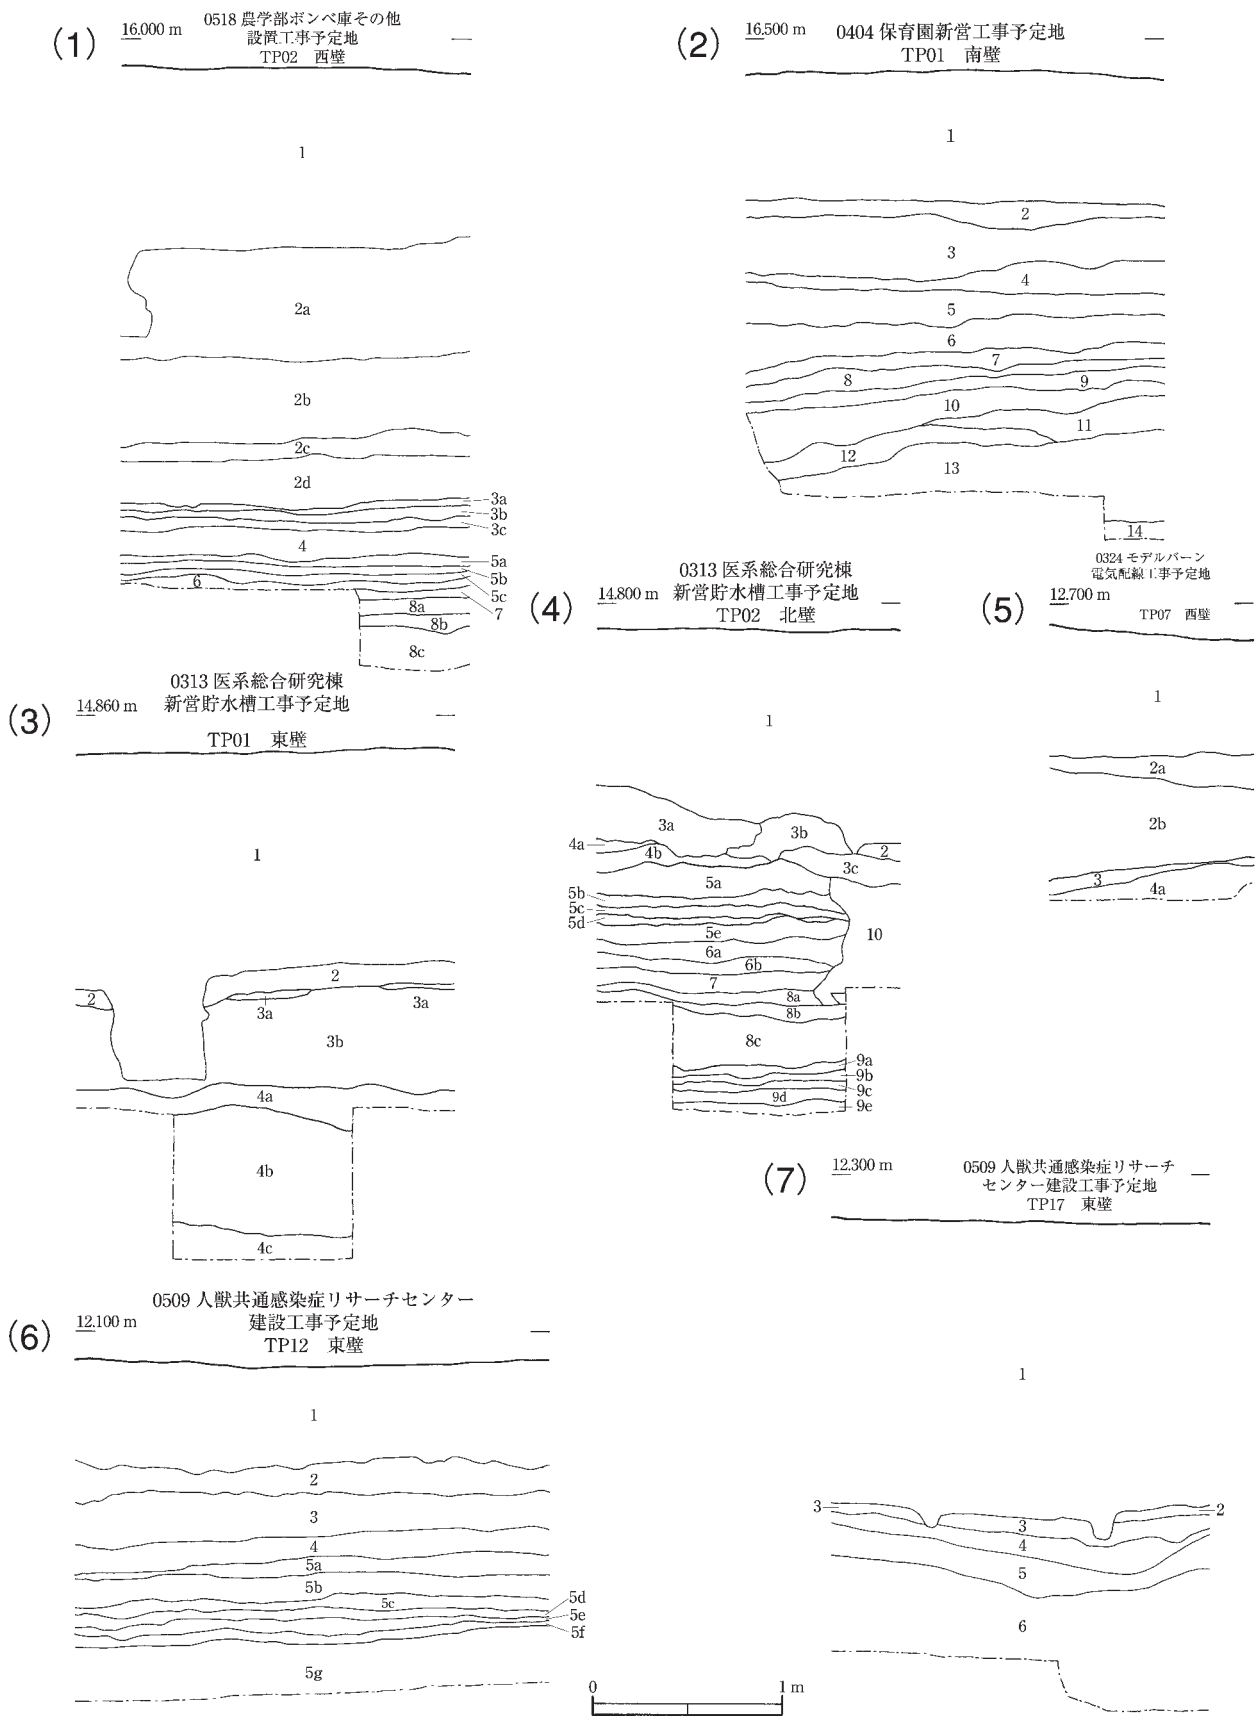 (1)
16.000 m
0518 農学部ボンベ庫その他
設置工事予定地
TP02 西壁
1
2a
2b
2c
2d
3a
3b
3c
4
5a
5b
5c
6
7
8a
8b
8c
(2)
16.500 m
0404 保育園新営工事予定地
TP01 南壁
1
2
3
4
5
6
7
8
9
10
11
12
13
14
(3)
14.860 m
0313 医系総合研究棟
新営貯水槽工事予定地
TP01 東壁
1
2
2
3a
3a
3b
4a
4b
4c
(4)
14.800 m
0313 医系総合研究棟
新営貯水槽工事予定地
TP02 北壁
1
3a
3b
2
4a
4b
3c
5a
5b
5c
5d
5e
10
6a
6b
7
8a
8b
8c
9a
9b
9c
9d
9e
(5)
0324 モデルバーン
電気配線工事予定地
12.700 m
TP07 西壁
1
2a
2b
3
4a
(6)
12.100 m
0509 人獣共通感染症リサーチセンター
建設工事予定地
TP12 東壁
1
2
3
4
5a
5b
5c
5d
5e
5f
5g
(7)
12.300 m
0509 人獣共通感染症リサーチ
センター建設工事予定地
TP17 東壁
1
3
2
3
4
5
6
0
1 m